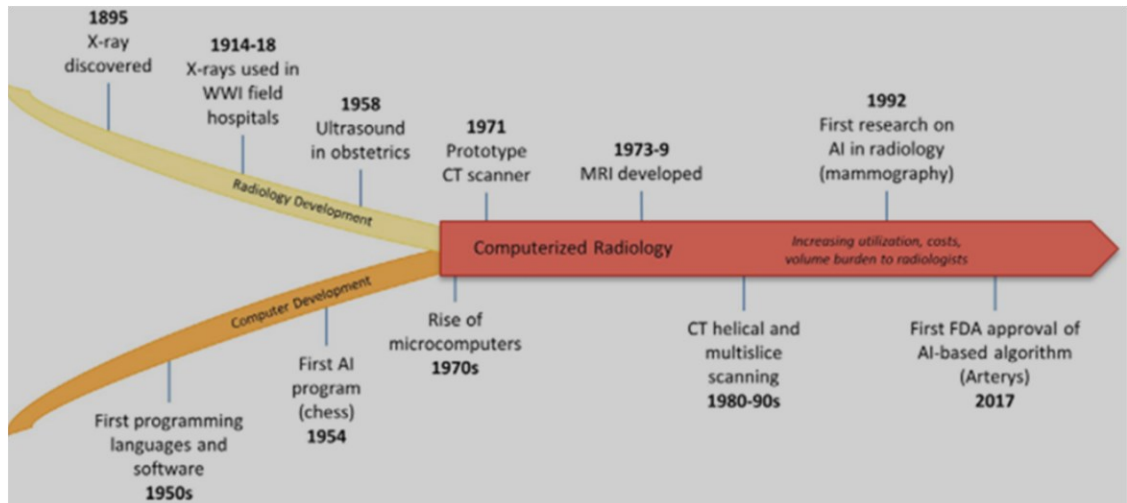 1895
X-ray
discovered
1914-18
X-rays used in
WWI field
hospitals
1958
Ultrasound
in obstetrics
1971
Prototype
CT scanner
1973-9
MRI developed
1992
First research on
AI in radiology
(mammography)
Radiology Development
Computerized Radiology
Increasing utilization, costs,
volume burden to radiologists
Computer Development
First programming
languages and
software
1950s
First AI
program
(chess)
1954
Rise of
microcomputers
1970s
CT helical and
multislice
scanning
1980-90s
First FDA approval of
AI-based algorithm
(Arterys)
2017